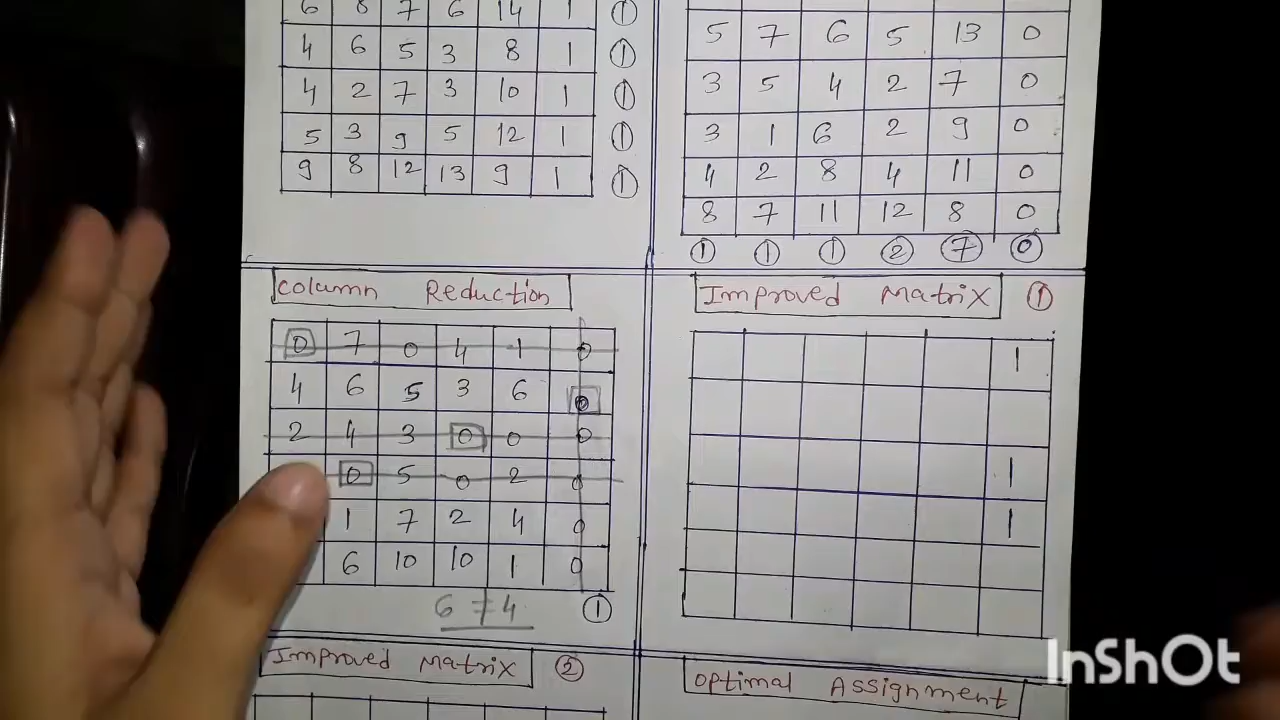 6 8 7 6 14 1 ①
4 6 5 3 8 1 ①
4 2 7 3 10 1 ①
5 3 9 5 12 1 ①
9 8 12 13 9 1 ①
5 7 6 5 13 0
3 5 4 2 7 0
3 1 6 2 9 0
4 2 8 4 11 0
8 7 11 12 8 0
① ① ① ② ⑦ ⓪
Column Reduction
0 7 0 4 1 0
4 6 5 3 6 0
2 4 3 0 0 0
0 5 0 2 0
1 7 2 4 0
6 10 10 1 0
6 ≠ 4 ①
Improved Matrix ①
1
1
1
Improved Matrix ②
Optimal Assignment
InShOt